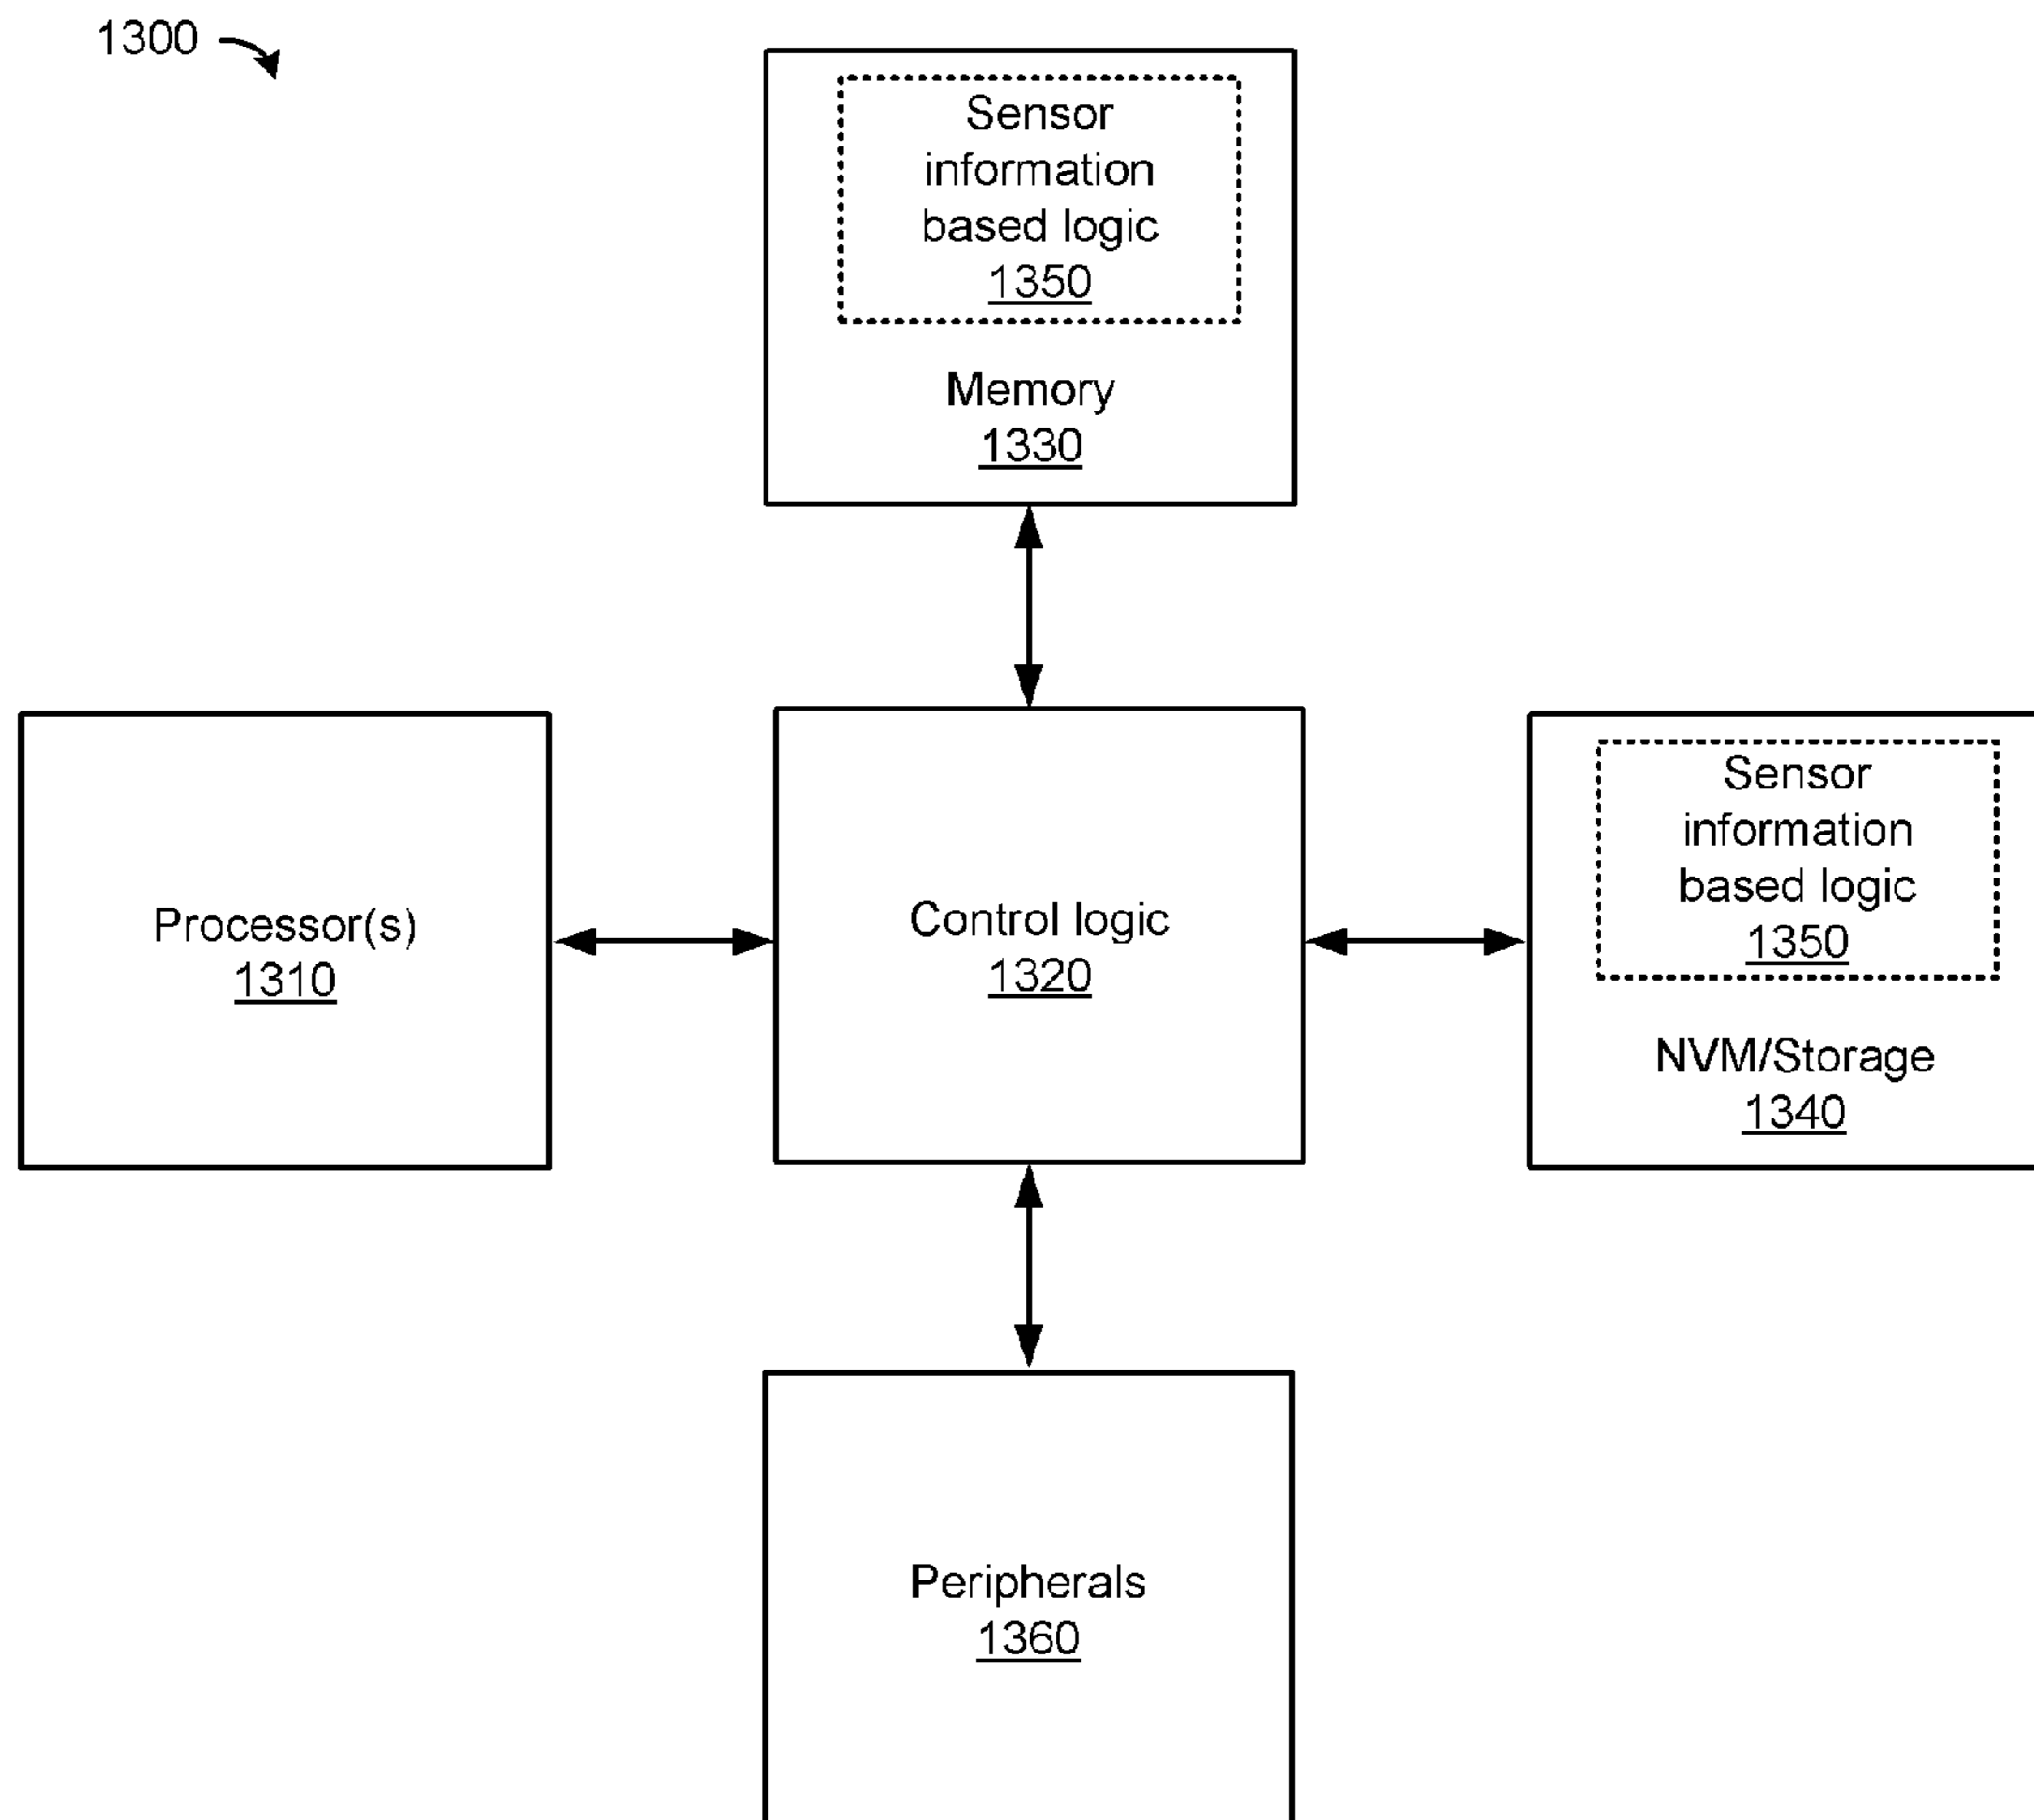 1300
Sensor
information
based logic
1350
Memory
1330
Processor(s)
1310
Control logic
1320
Sensor
information
based logic
1350
NVM/Storage
1340
Peripherals
1360